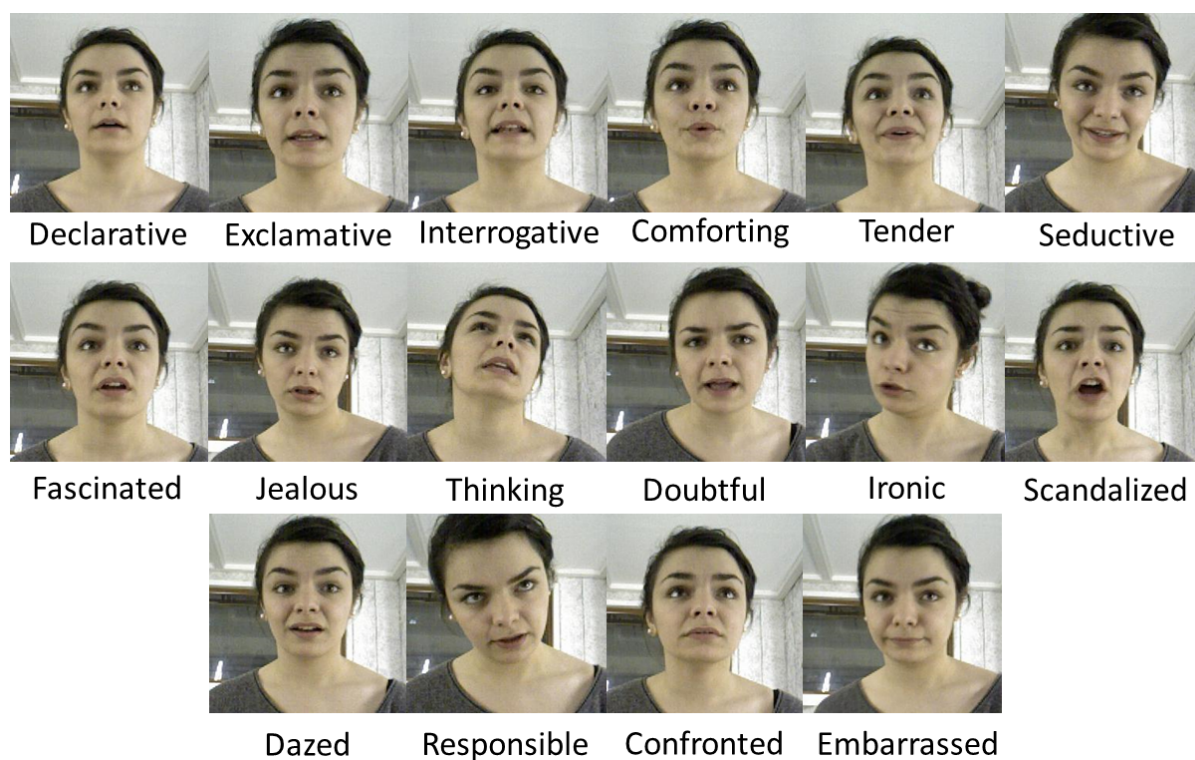 Declarative Exclamative Interrogative Comforting Tender Seductive
Fascinated Jealous Thinking Doubtful Ironic Scandalized
Dazed Responsible Confronted Embarrassed